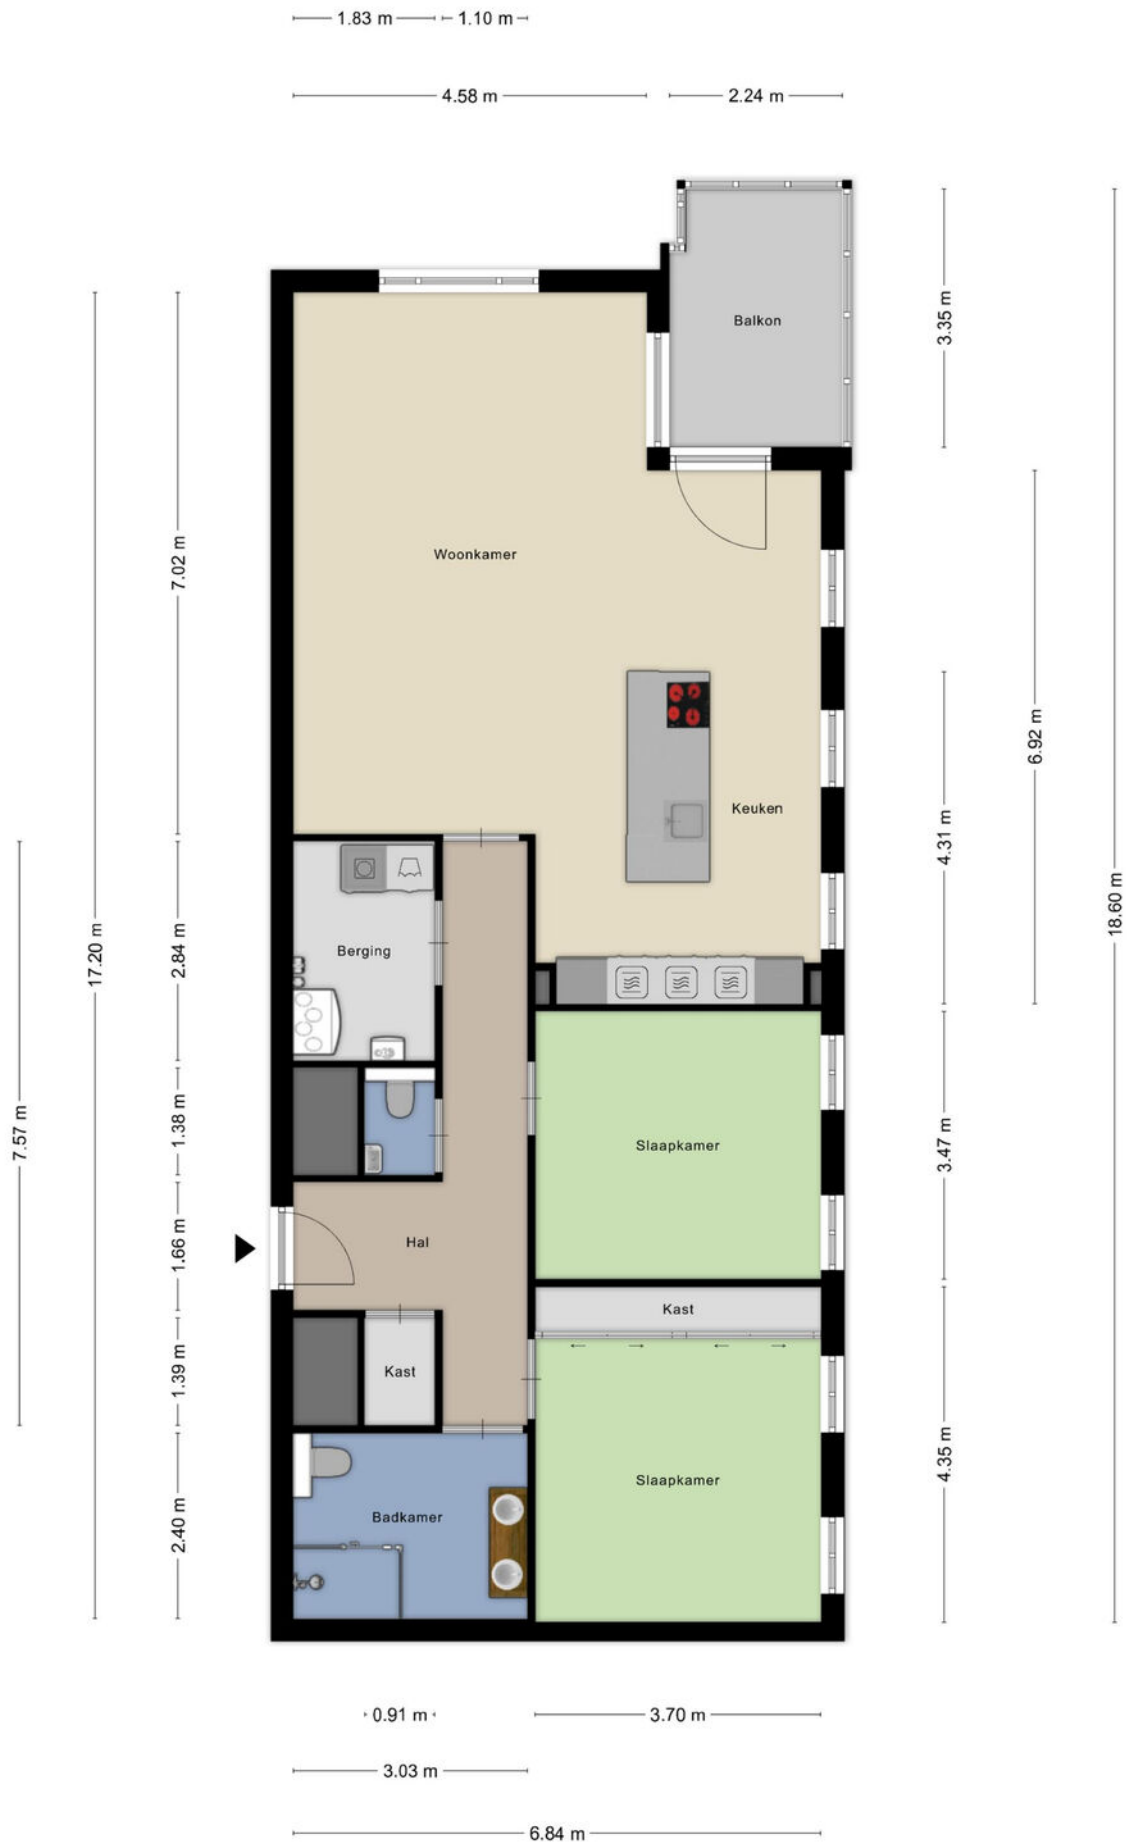 1.83 m
1.10 m
4.58 m
2.24 m
Balkon
3.35 m
Woonkamer
7.02 m
6.92 m
Keuken
4.31 m
18.60 m
17.20 m
Berging
2.84 m
7.57 m
1.38 m
Slaapkamer
3.47 m
Hal
1.66 m
Kast
Kast
1.39 m
4.35 m
Slaapkamer
Badkamer
2.40 m
0.91 m
3.70 m
3.03 m
6.84 m